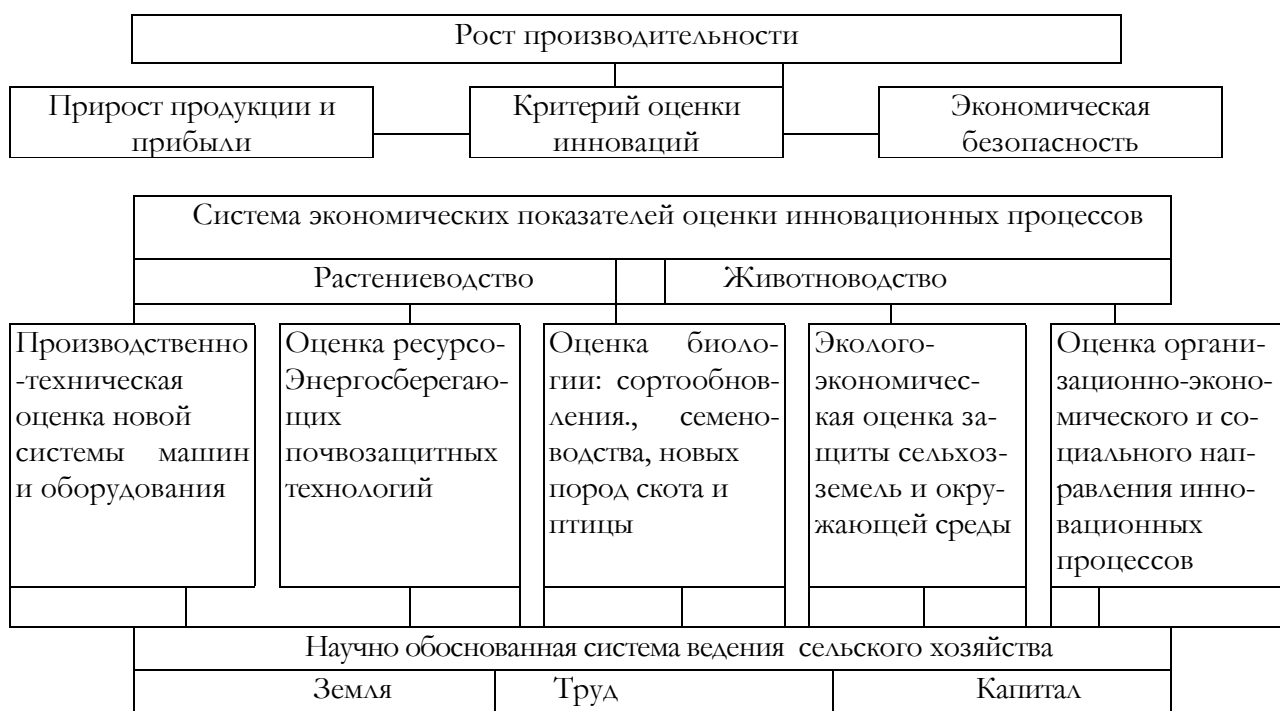 Рост производительности
Прирост продукции и
прибыли
Критерий оценки
инноваций
Экономическая
безопасность
Система экономических показателей оценки инновационных процессов
Растениеводство
Животноводство
Производственно
-техническая
оценка новой
системы машин
и оборудования
Оценка ресурсо-
Энергосберегаю-
щих
почвозащитных
технологий
Оценка биоло-
гии: сортообнов-
ления., семено-
водства, новых
пород скота и
птицы
Эколого-
экономичес-
кая оценка за-
щиты сельхоз-
земель и окру-
жающей среды
Оценка органи-
зационно-эконо-
мического и со-
циального нап-
равления инно-
вационных
процессов
Научно обоснованная система ведения сельского хозяйства
Земля
Труд
Капитал